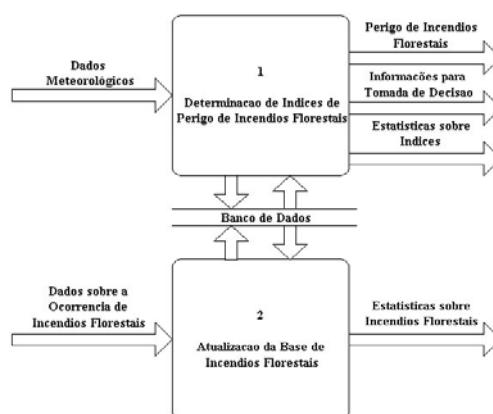 Dados
Meteorológicos
1
Determinacao de Indices de
Perigo de Incendios Florestais
Perigo de Incendios
Florestais
Informacões para
Tomada de Decisao
Estatisticas sobre
Indices
Banco de Dados
Dados sobre a
Ocorrencia de
Incendios Florestais
2
Atualizacao da Base de
Incendios Florestais
Estatisticas sobre
Incendios Florestais